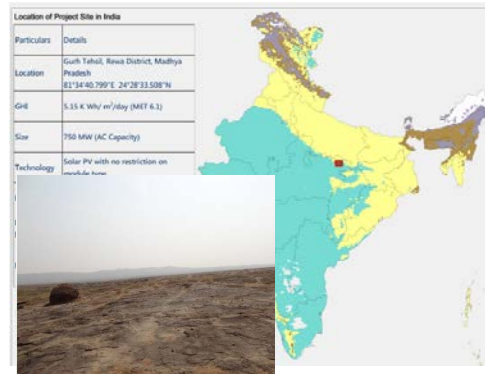 Location of Project Site in India
Particulars Details
Location Gurh Tehsil, Rewa District, Madhya
Pradesh
81°34'40.799"E 24°28'33.508"N
GHI 5.15 K Wh/ m²/day (MET 6.1)
Size 750 MW (AC Capacity)
Technology Solar PV with no restriction on
module type